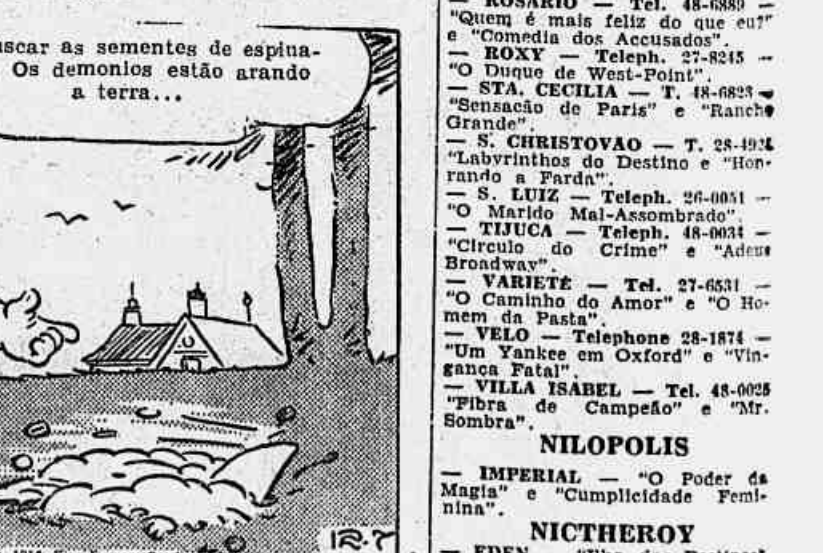 uscar as sementes de espina-
Os demonios estão arando
a terra...
12.7
— ROSARIO — Tel. 48-6889 —
"Quem é mais feliz do que eu?"
e "Comedia dos Accusados".
— ROXY — Teleph. 27-8245 —
"O Duque de West-Point".
— STA. CECILIA — T. 48-6823
"Sensacão de Paris" e "Rancho
Grande".
— S. CHRISTOVAO — T.
"Labyrinthos do Destino e "Hon-
rando a Farda".
— S. LUIZ — Teleph. 26-0051 —
"O Marido Mal-Assombrado".
— TIJUCA — Teleph. 48-0034 —
"Circulo do Crime" e "Adeus
Broadway".
— VARIETÉ — Tel. 27-6531 —
"O Caminho do Amor" e "O Ho-
mem da Pasta".
— VELO — Telephone 28-1874 —
"Um Yankee em Oxford" e "Vin-
gança Fatal".
— VILLA ISABEL — Tel. 48-0025
"Fibra de Campeão" e "Mr.
Sombra".
NILOPOLIS
— IMPERIAL — "O Poder da
Magia" e "Cumplicidade Femi-
nina".
NICTHEROY
— EDEN —